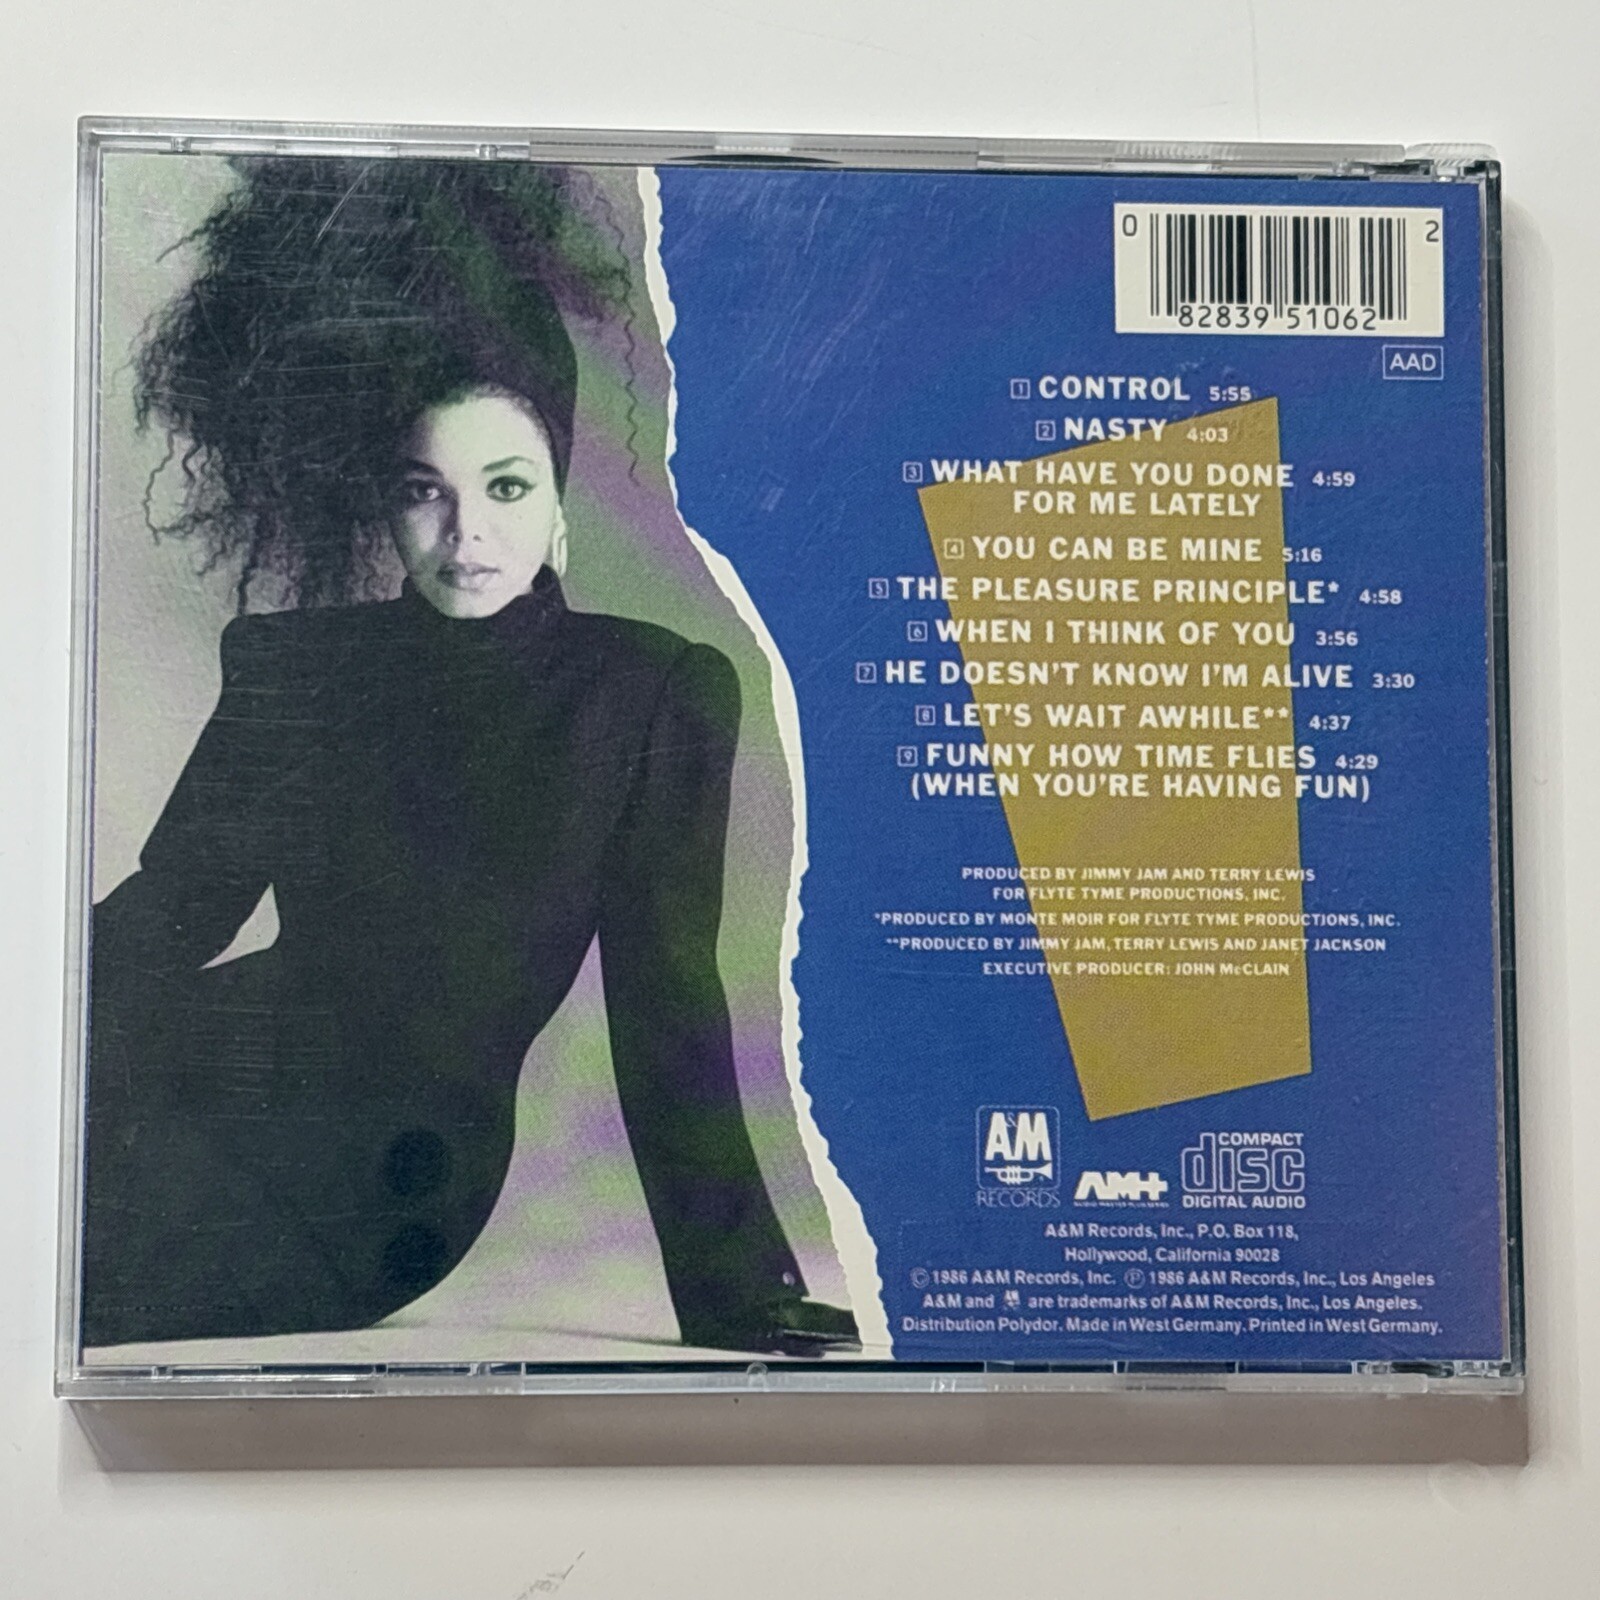 0 82839 51062 2
AAD
1 CONTROL 5:55
2 NASTY 4:03
3 WHAT HAVE YOU DONE 4:59
FOR ME LATELY
4 YOU CAN BE MINE 5:16
5 THE PLEASURE PRINCIPLE* 4:58
6 WHEN I THINK OF YOU 3:56
7 HE DOESN'T KNOW I'M ALIVE 3:30
8 LET'S WAIT AWHILE** 4:37
9 FUNNY HOW TIME FLIES 4:29
(WHEN YOU'RE HAVING FUN)
PRODUCED BY JIMMY JAM AND TERRY LEWIS
FOR FLYTE TYME PRODUCTIONS, INC.
*PRODUCED BY MONTE MOIR FOR FLYTE TYME PRODUCTIONS, INC.
**PRODUCED BY JIMMY JAM, TERRY LEWIS AND JANET JACKSON
EXECUTIVE PRODUCER: JOHN McCLAIN
A&M
RECORDS
AM+
COMPACT
disc
DIGITAL AUDIO
A&M Records, Inc., P.O. Box 118,
Hollywood, California 90028
© 1986 A&M Records, Inc. ℗ 1986 A&M Records, Inc., Los Angeles
A&M and A&M are trademarks of A&M Records, Inc., Los Angeles.
Distribution Polydor. Made in West Germany. Printed in West Germany.